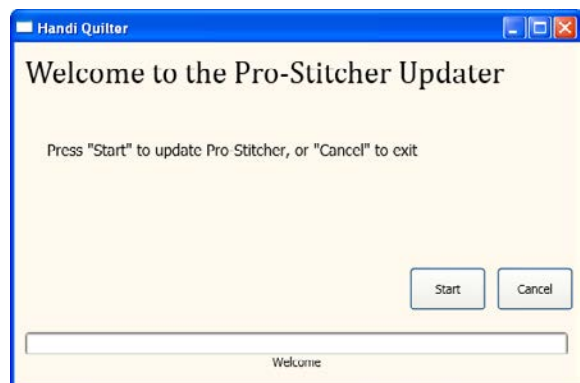 Handi Quilter
Welcome to the Pro-Stitcher Updater
Press "Start" to update Pro Stitcher, or "Cancel" to exit
Start Cancel
Welcome